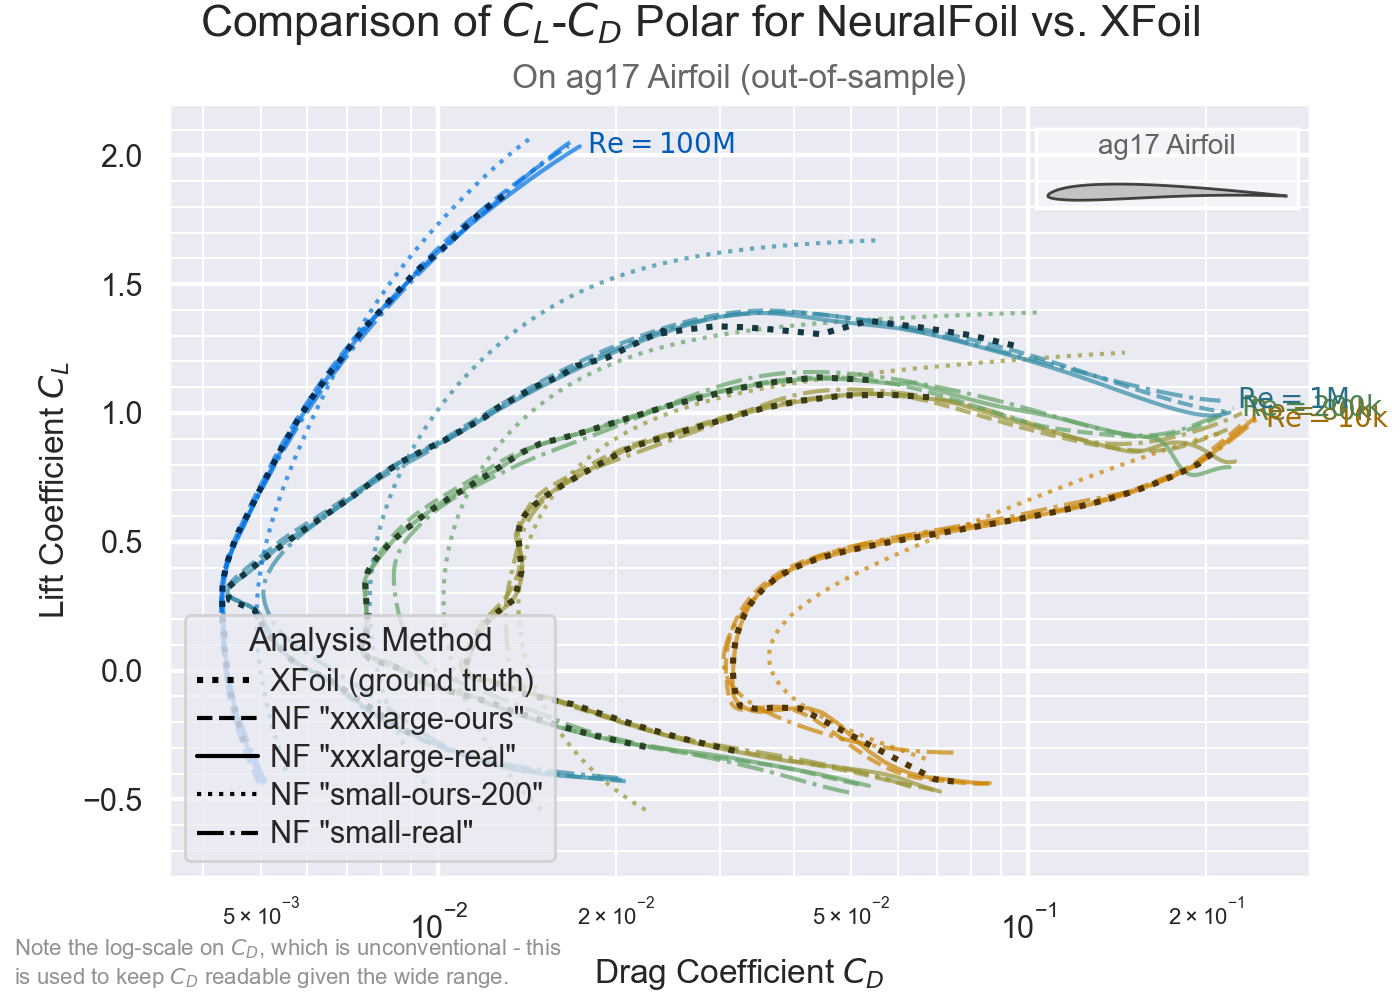 Comparison of C_L-C_D Polar for NeuralFoil vs. XFoil
On ag17 Airfoil (out-of-sample)
Re = 100M
ag17 Airfoil
Re = 1M
Re = 10k
Lift Coefficient C_L
2.0
1.5
1.0
0.5
0.0
−0.5
Analysis Method
XFoil (ground truth)
NF "xxxlarge-ours"
NF "xxxlarge-real"
NF "small-ours-200"
NF "small-real"
5 × 10⁻³
10⁻²
2 × 10⁻²
5 × 10⁻²
10⁻¹
2 × 10⁻¹
Drag Coefficient C_D
Note the log-scale on C_D, which is unconventional - this
is used to keep C_D readable given the wide range.